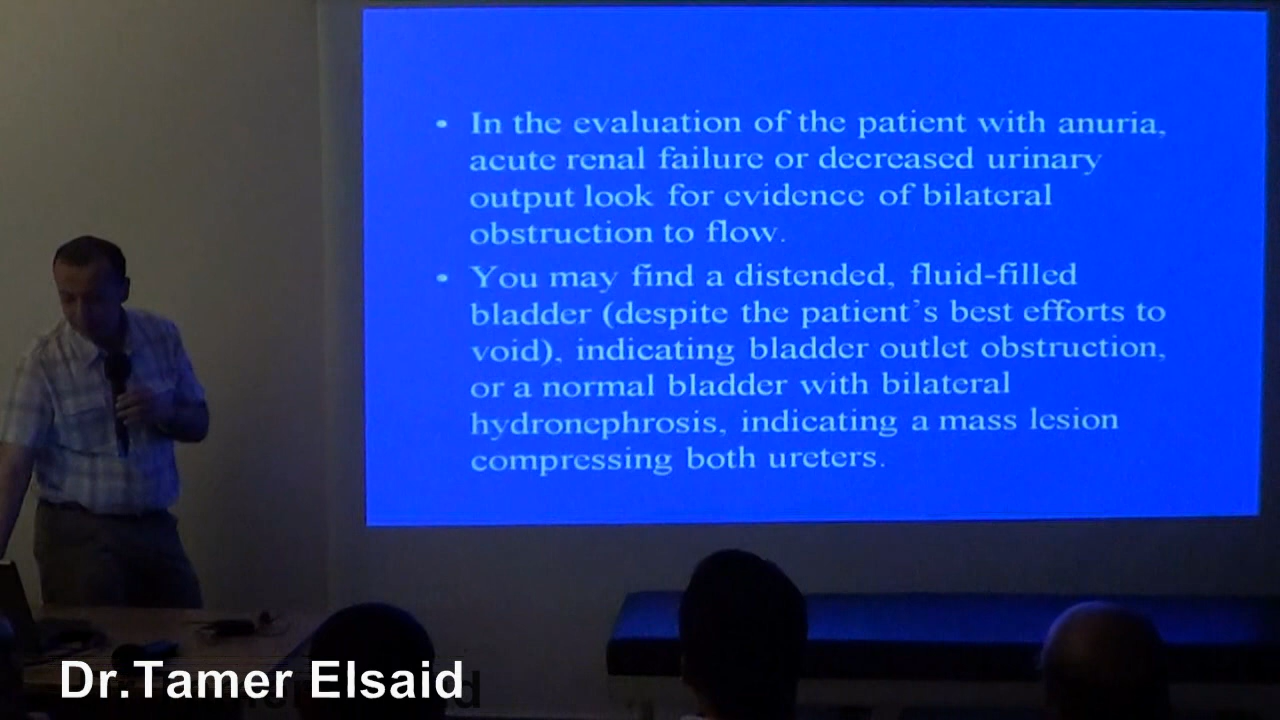 • In the evaluation of the patient with anuria,
acute renal failure or decreased urinary
output look for evidence of bilateral
obstruction to flow.
• You may find a distended, fluid-filled
bladder (despite the patient’s best efforts to
void), indicating bladder outlet obstruction,
or a normal bladder with bilateral
hydronephrosis, indicating a mass lesion
compressing both ureters.
Dr.Tamer Elsaid